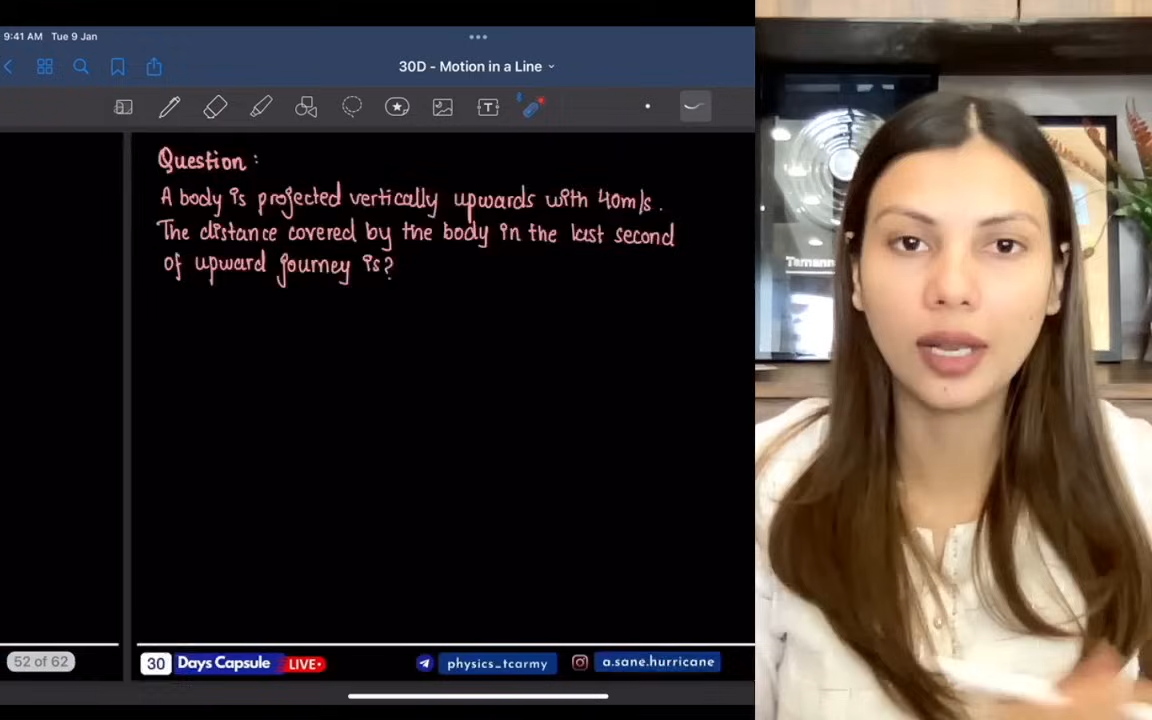 9:41 AM Tue 9 Jan
30D - Motion in a Line
Question:
A body is projected vertically upwards with 40m/s.
The distance covered by the body in the last second
of upward journey is?
52 of 62
30 Days Capsule LIVE
physics_tcarmy
a.sane.hurricane